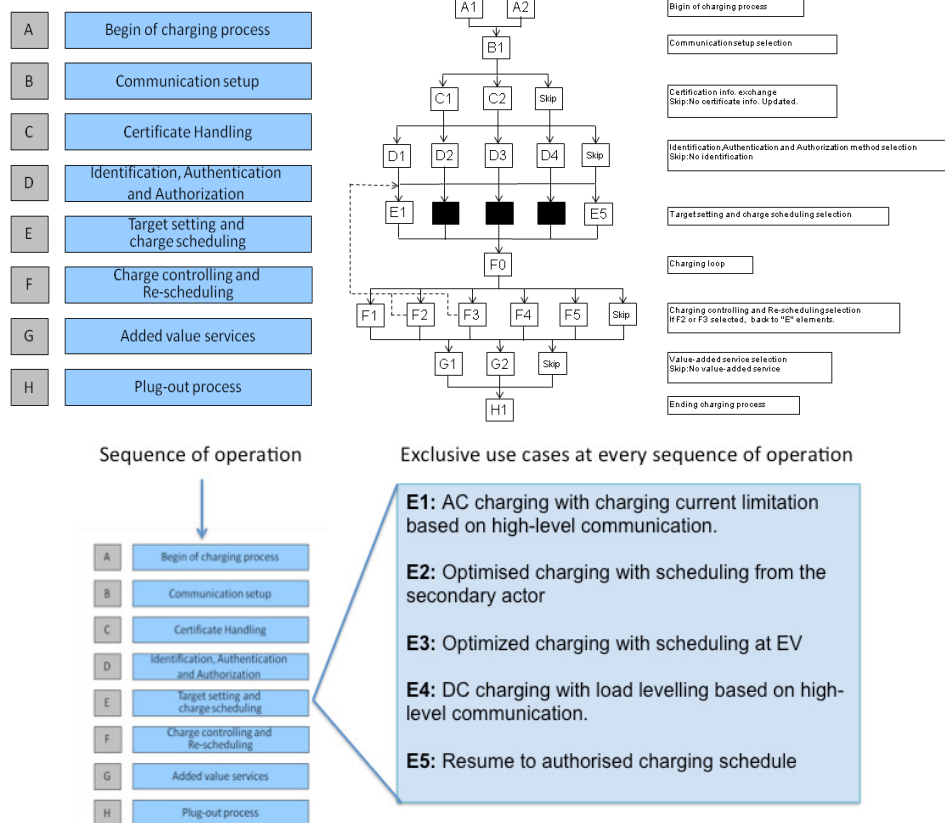 A
Begin of charging process
B
Communication setup
C
Certificate Handling
D
Identification, Authentication
and Authorization
E
Target setting and
charge scheduling
F
Charge controlling and
Re-scheduling
G
Added value services
H
Plug-out process
A1 A2
B1
C1 C2 Skip
D1 D2 D3 D4 Skip
E1 E5
F0
F1 F2 F3 F4 F5 Skip
G1 G2 Skip
H1
Bigin of charging process
Communication setup selection
Certification info. exchange
Skip:No certificate info. Updated.
Identification,Authentication and Authorization method selection
Skip:No identification
Target setting and charge scheduling selection
Charging loop
Charging controlling and Re-schedulingselection
If F2 or F3 selected, back to "E" elements.
Value-added service selection
Skip:No value-added service
Ending charging process
Sequence of operation
A
Begin of charging process
B
Communication setup
C
Certificate Handling
D
Identification, Authentication
and Authorization
E
Target setting and
charge scheduling
F
Charge controlling and
Re-scheduling
G
Added value services
H
Plug-out process
Exclusive use cases at every sequence of operation
E1: AC charging with charging current limitation
based on high-level communication.
E2: Optimised charging with scheduling from the
secondary actor
E3: Optimized charging with scheduling at EV
E4: DC charging with load levelling based on high-
level communication.
E5: Resume to authorised charging schedule